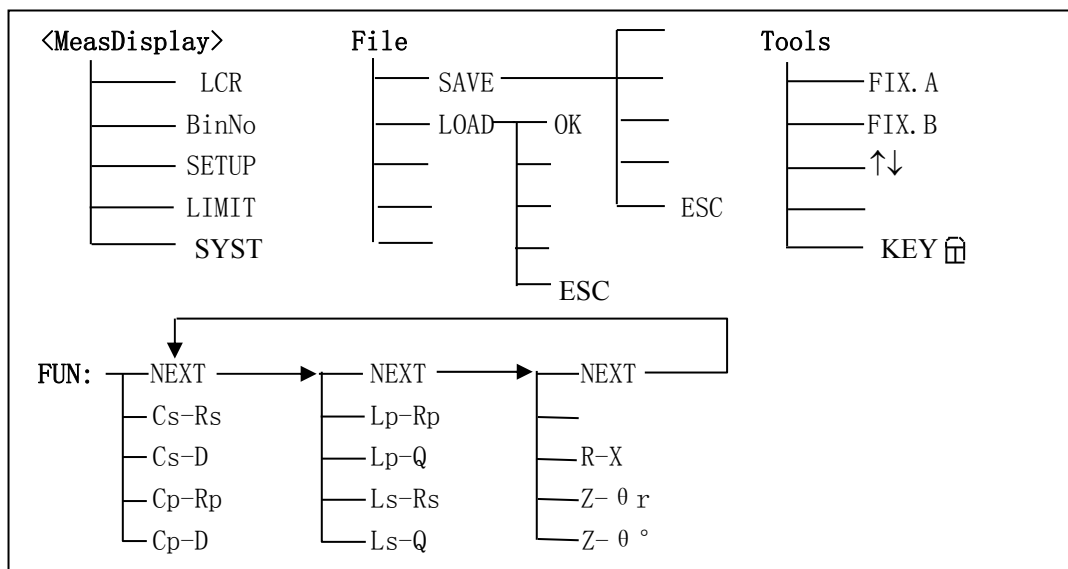 <MeasDisplay> File Tools
LCR SAVE FIX.A
BinNo LOAD OK FIX.B
SETUP ↑↓
LIMIT ESC
SYST KEY
ESC
FUN: NEXT NEXT NEXT
Cs-Rs Lp-Rp
Cs-D Lp-Q R-X
Cp-Rp Ls-Rs Z-θr
Cp-D Ls-Q Z-θ°